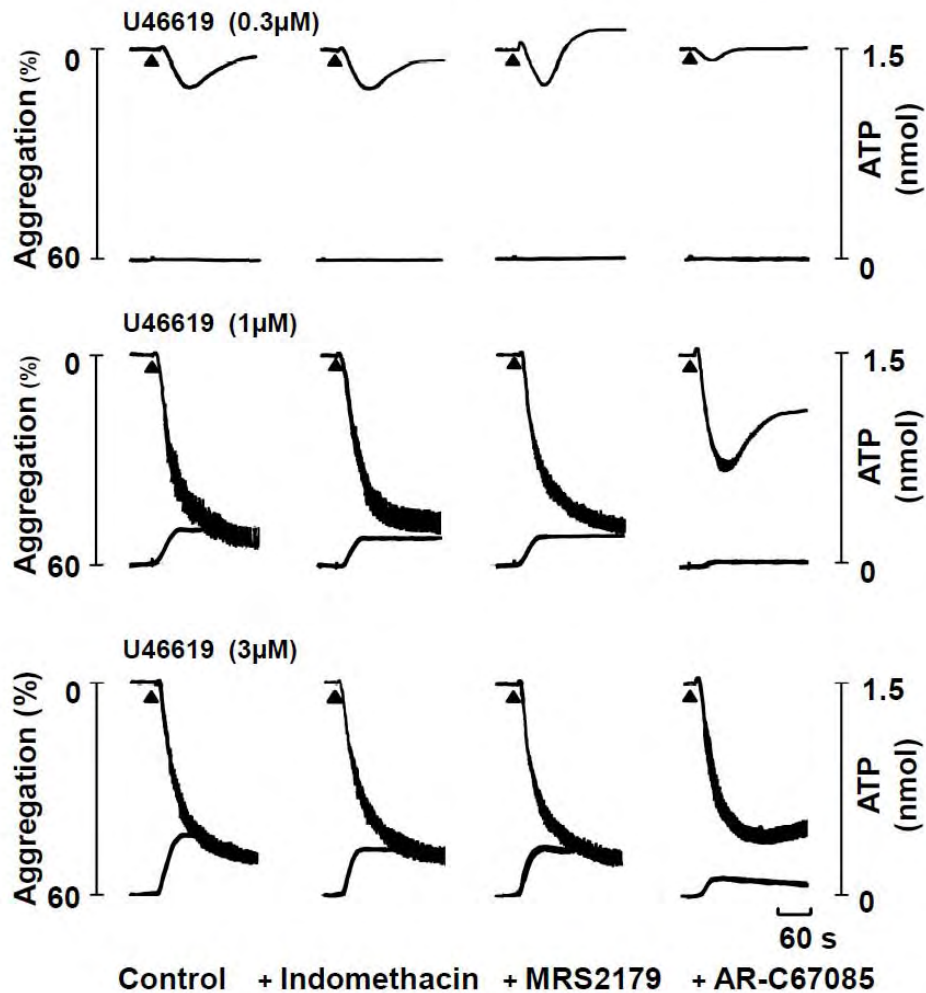 U46619 (0.3µM)
0
Aggregation (%)
60
1.5
ATP
(nmol)
0
U46619 (1µM)
0
Aggregation (%)
60
1.5
ATP
(nmol)
0
U46619 (3µM)
0
Aggregation (%)
60
1.5
ATP
(nmol)
0
60 s
Control + Indomethacin + MRS2179 + AR-C67085